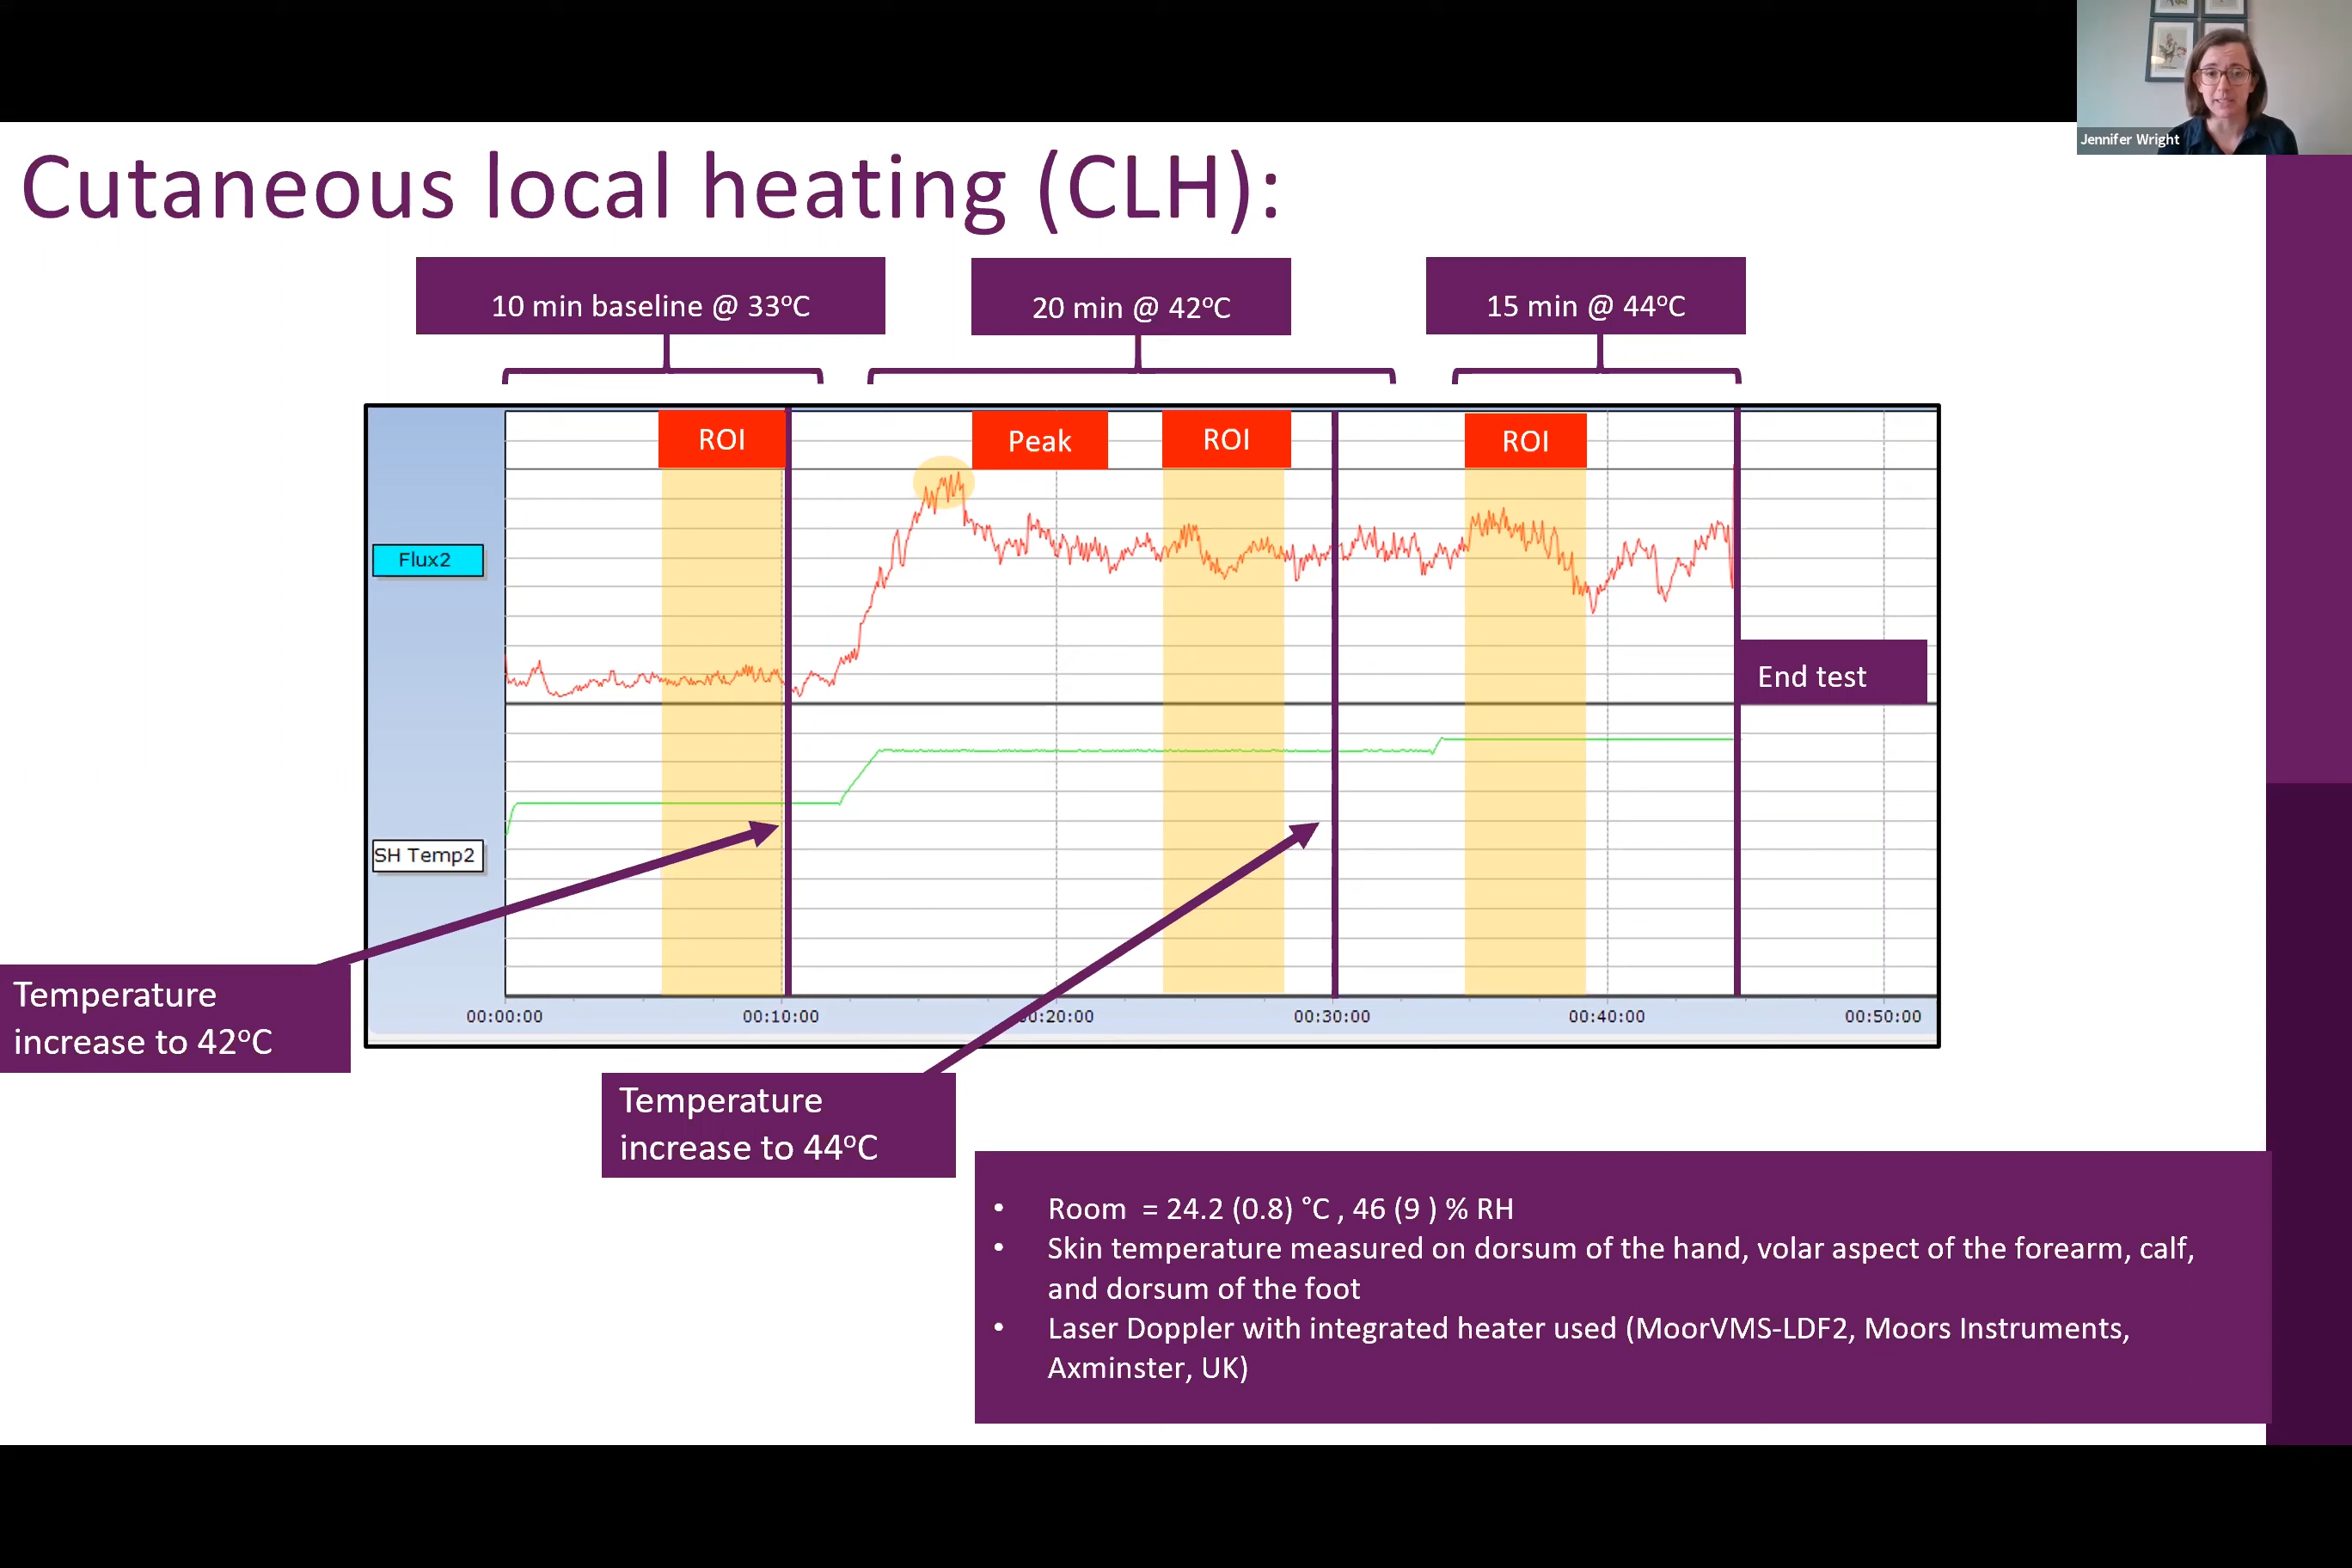 Jennifer Wright
Cutaneous local heating (CLH):
10 min baseline @ 33ºC
20 min @ 42ºC
15 min @ 44ºC
ROI
Peak
ROI
ROI
Flux2
End test
SH Temp2
00:00:00
00:10:00
00:20:00
00:30:00
00:40:00
00:50:00
Temperature
increase to 42ºC
Temperature
increase to 44ºC
• Room = 24.2 (0.8) °C , 46 (9 ) % RH
• Skin temperature measured on dorsum of the hand, volar aspect of the forearm, calf,
and dorsum of the foot
• Laser Doppler with integrated heater used (MoorVMS-LDF2, Moors Instruments,
Axminster, UK)